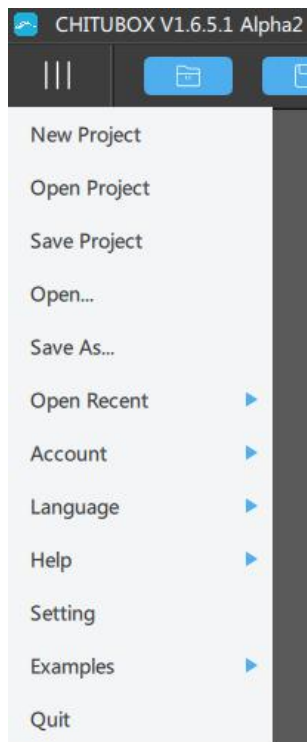 CHITUBOX V1.6.5.1 Alpha2
New Project
Open Project
Save Project
Open...
Save As...
Open Recent
Account
Language
Help
Setting
Examples
Quit